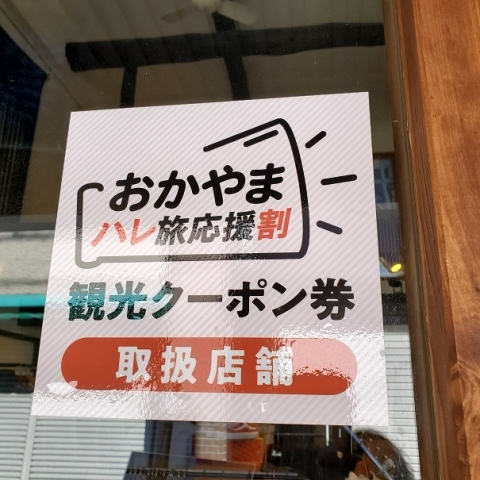 おかやま
ハレ旅応援割
観光クーポン券
取扱店舗